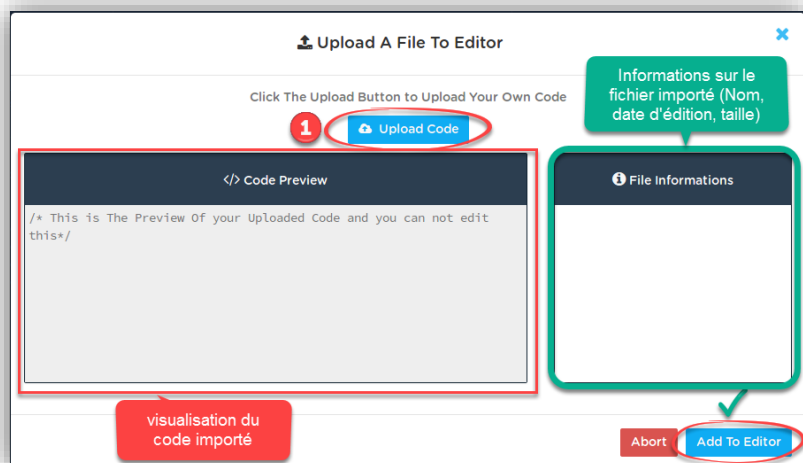 Upload A File To Editor
Informations sur le
fichier importé (Nom,
date d'édition, taille)
Click The Upload Button to Upload Your Own Code
1
Upload Code
</> Code Preview
File Informations
/* This is The Preview Of your Uploaded Code and you can not edit
this*/
visualisation du
code importé
Abort
Add To Editor